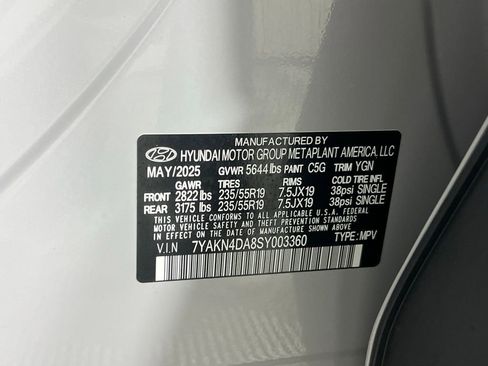 MANUFACTURED BY
HYUNDAI MOTOR GROUP METAPLANT AMERICA, LLC
MAY/2025 GVWR 5644 lbs PAINT C5G TRIM YGN
GAWR TIRES RIMS COLD TIRE INFL
FRONT 2822 lbs 235/55R19 7.5JX19 38psi SINGLE
REAR 3175 lbs 235/55R19 7.5JX19 38psi SINGLE
THIS VEHICLE CONFORMS TO ALL APPLICABLE U.S.A. FEDERAL
MOTOR VEHICLE SAFETY AND THEFT PREVENTION STANDARDS
IN EFFECT ON THE DATE OF MANUFACTURE SHOWN ABOVE.
V.I.N 7YAKN4DA8SY003360 TYPE: MPV